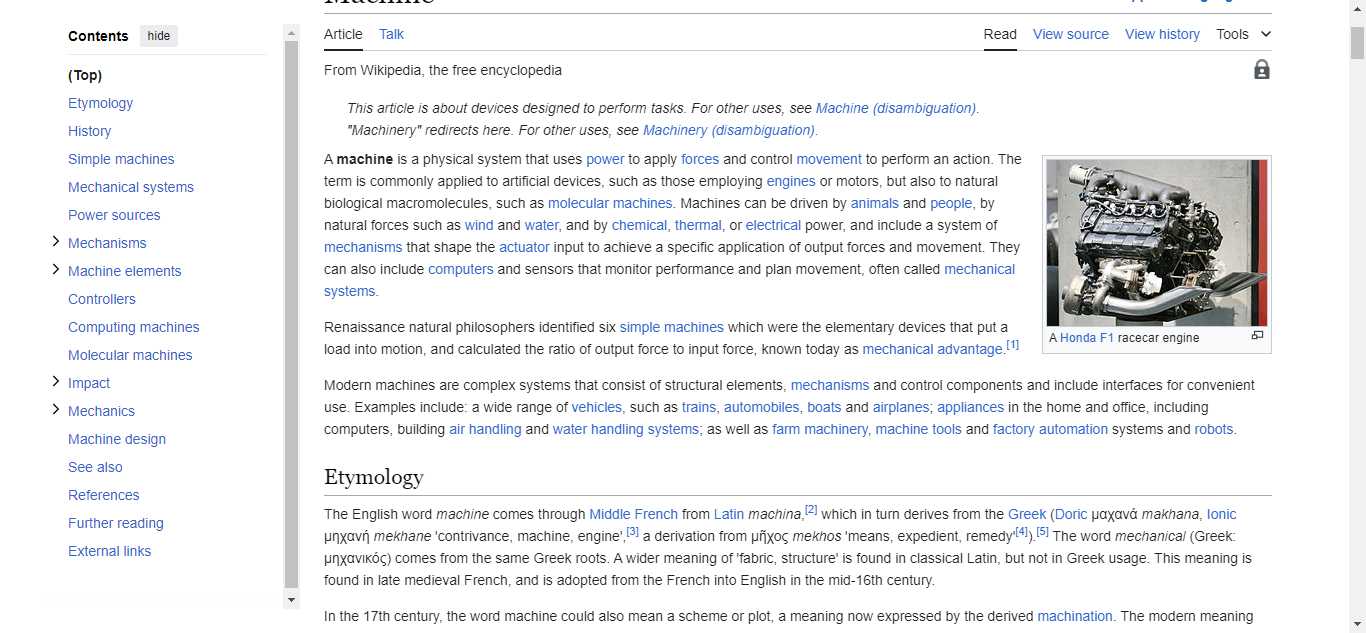 Machine
Contents hide
(Top)
Etymology
History
Simple machines
Mechanical systems
Power sources
Mechanisms
Machine elements
Controllers
Computing machines
Molecular machines
Impact
Mechanics
Machine design
See also
References
Further reading
External links
Article Talk
Read View source View history Tools
From Wikipedia, the free encyclopedia
This article is about devices designed to perform tasks. For other uses, see Machine (disambiguation).
"Machinery" redirects here. For other uses, see Machinery (disambiguation).
A machine is a physical system that uses power to apply forces and control movement to perform an action. The
term is commonly applied to artificial devices, such as those employing engines or motors, but also to natural
biological macromolecules, such as molecular machines. Machines can be driven by animals and people, by
natural forces such as wind and water, and by chemical, thermal, or electrical power, and include a system of
mechanisms that shape the actuator input to achieve a specific application of output forces and movement. They
can also include computers and sensors that monitor performance and plan movement, often called mechanical
systems.
A Honda F1 racecar engine
Renaissance natural philosophers identified six simple machines which were the elementary devices that put a
load into motion, and calculated the ratio of output force to input force, known today as mechanical advantage.[1]
Modern machines are complex systems that consist of structural elements, mechanisms and control components and include interfaces for convenient
use. Examples include: a wide range of vehicles, such as trains, automobiles, boats and airplanes; appliances in the home and office, including
computers, building air handling and water handling systems; as well as farm machinery, machine tools and factory automation systems and robots.
Etymology
The English word machine comes through Middle French from Latin machina,[2] which in turn derives from the Greek (Doric μαχανά makhana, Ionic
μηχανή mekhane 'contrivance, machine, engine',[3] a derivation from μῆχος mekhos 'means, expedient, remedy'[4]).[5] The word mechanical (Greek:
μηχανικός) comes from the same Greek roots. A wider meaning of 'fabric, structure' is found in classical Latin, but not in Greek usage. This meaning is
found in late medieval French, and is adopted from the French into English in the mid-16th century.
In the 17th century, the word machine could also mean a scheme or plot, a meaning now expressed by the derived machination. The modern meaning